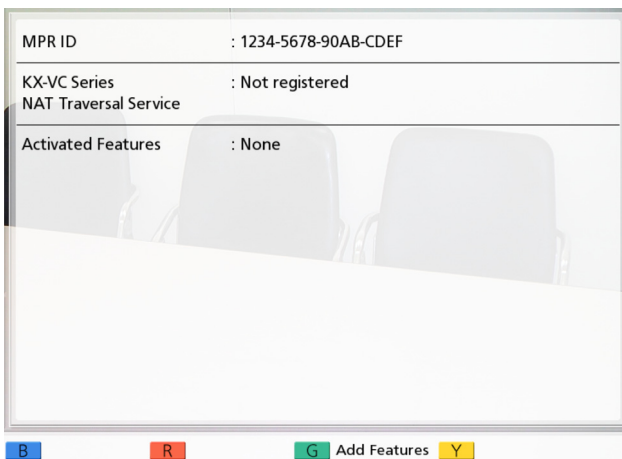 MPR ID : 1234-5678-90AB-CDEF
KX-VC Series : Not registered
NAT Traversal Service
Activated Features : None
B R G Add Features Y